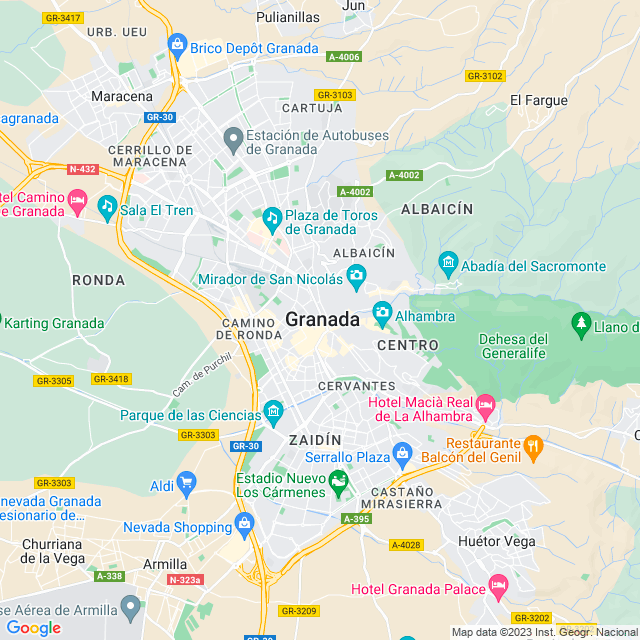 GR-3417
Jun
Pulianillas
URB. UEU
GR-30
Brico Depôt Granada
A-4006
GR-3102
Maracena
GR-3103
CARTUJA
El Fargue
agranada
GR-30
Estación de Autobuses
de Granada
CERRILLO DE
MARACENA
N-432
A-4002
A-4002
tel Camino
de Granada
Sala El Tren
Plaza de Toros
de Granada
ALBAICÍN
ALBAICÍN
Abadía del Sacromonte
RONDA
Mirador de San Nicolás
Karting Granada
CAMINO
DE RONDA
Granada
Alhambra
Llano d
CENTRO
Dehesa del
Generalife
Cam. de Purchil
GR-3305
GR-3418
CERVANTES
Hotel Macià Real
de La Alhambra
Parque de las Ciencias
GR-3303
GR-30
ZAIDÍN
Restaurante
Balcón del Genil
Serrallo Plaza
GR-3303
Aldi
Estadio Nuevo
Los Cármenes
CASTAÑO
MIRASIERRA
nevada Granada
esionario de...
Nevada Shopping
A-395
Churriana
de la Vega
Armilla
A-4028
Huétor Vega
A-338
N-323a
Hotel Granada Palace
se Aérea de Armilla
GR-3209
GR-3202
Google
GR-30
Map data ©2023 Inst. Geogr. Nacional